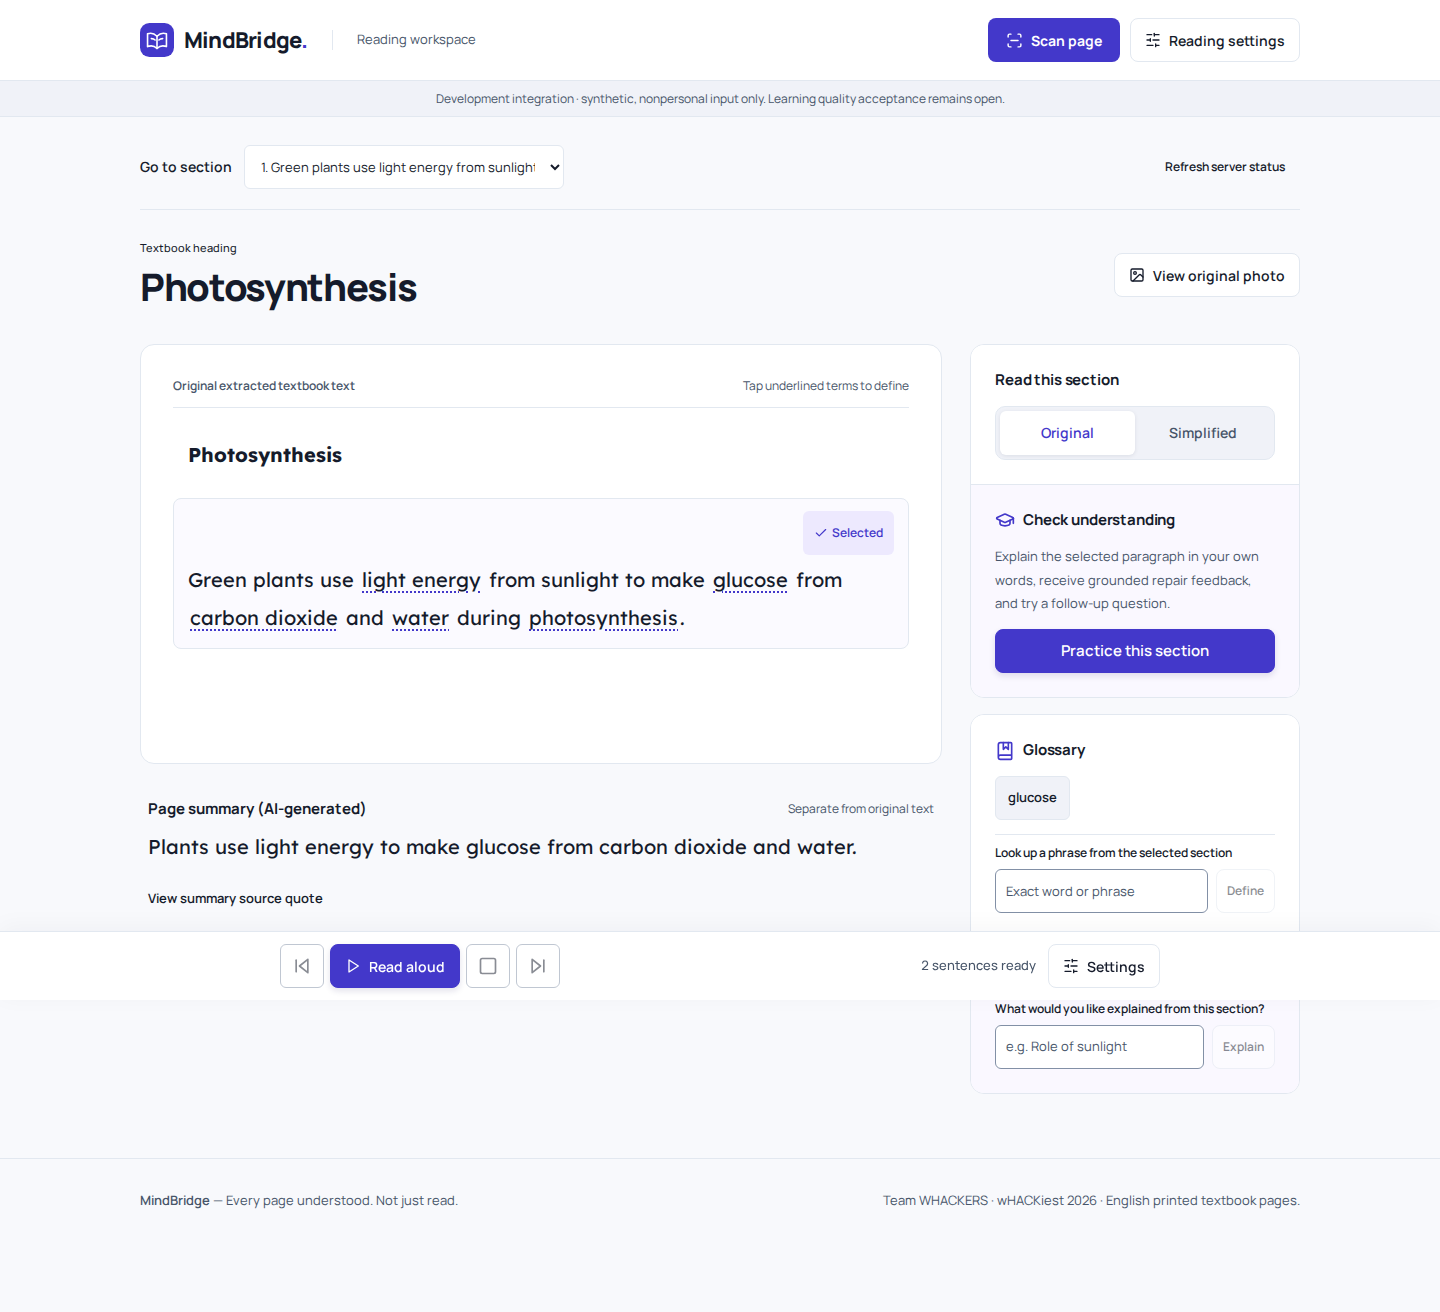 MindBridge.
Reading workspace
Scan page
Reading settings
Development integration · synthetic, nonpersonal input only. Learning quality acceptance remains open.
Go to section
1. Green plants use light energy from sunlight
Refresh server status
Textbook heading
Photosynthesis
View original photo
Original extracted textbook text
Tap underlined terms to define
Photosynthesis
Selected
Green plants use light energy from sunlight to make glucose from
carbon dioxide and water during photosynthesis.
Page summary (AI-generated)
Separate from original text
Plants use light energy to make glucose from carbon dioxide and water.
View summary source quote
Read this section
Original
Simplified
Check understanding
Explain the selected paragraph in your own
words, receive grounded repair feedback,
and try a follow-up question.
Practice this section
Glossary
glucose
Look up a phrase from the selected section
Exact word or phrase
Define
Read aloud
2 sentences ready
Settings
What would you like explained from this section?
e.g. Role of sunlight
Explain
MindBridge — Every page understood. Not just read.
Team WHACKERS · wHACKiest 2026 · English printed textbook pages.